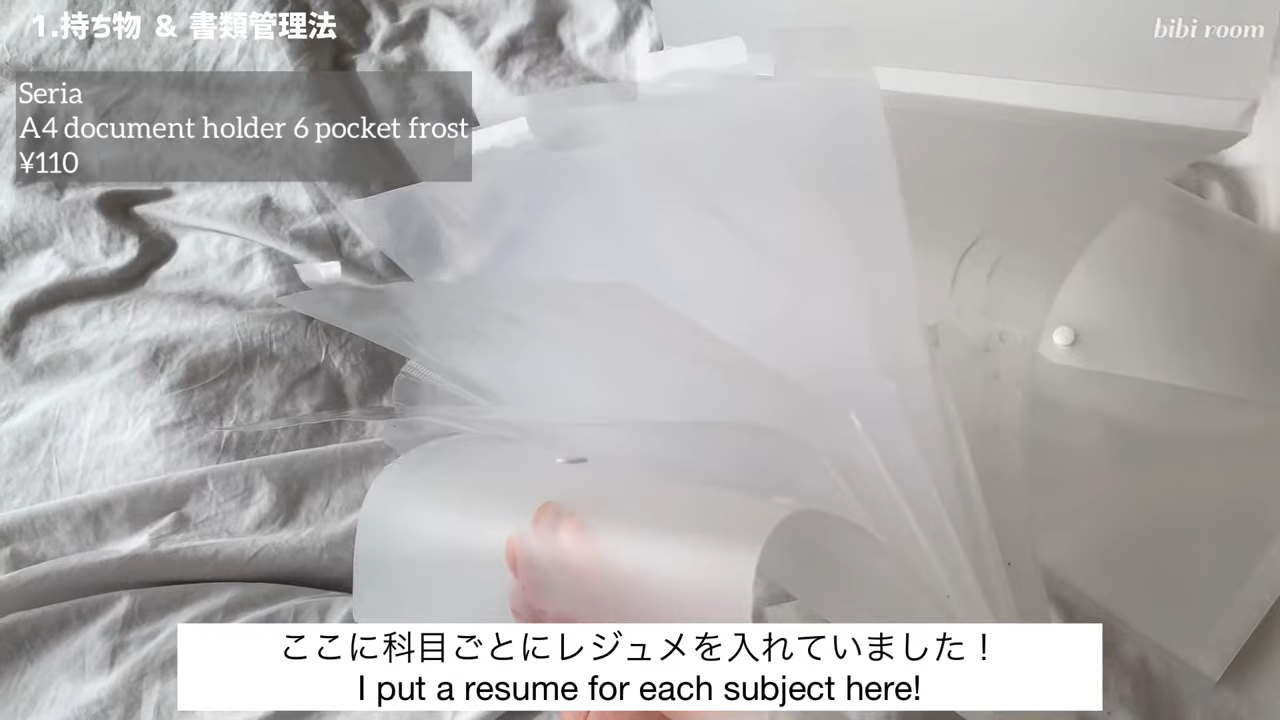 1.持ち物 & 書類管理法
bibi room
Seria
A4 document holder 6 pocket frost
¥110
ここに科目ごとにレジュメを入れていました！
I put a resume for each subject here!